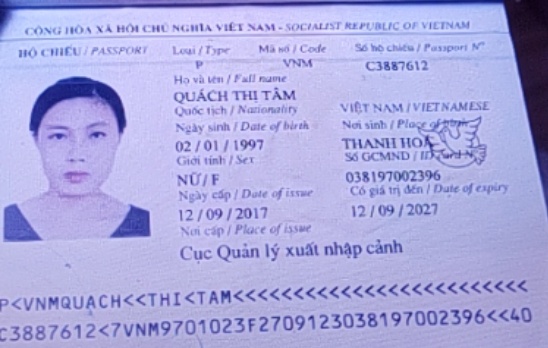 CỘNG HÒA XÃ HỘI CHỦ NGHĨA VIỆT NAM - SOCIALIST REPUBLIC OF VIETNAM
HỘ CHIẾU / PASSPORT Loại / Type Mã số / Code Số hộ chiếu / Passport Nº
P VNM C3887612
Họ và tên / Full name
QUÁCH THỊ TÂM
Quốc tịch / Nationality VIỆT NAM / VIETNAMESE
Ngày sinh / Date of birth Nơi sinh / Place of birth
02 / 01 / 1997 THANH HOÁ
Giới tính / Sex Số GCMND / ID card Nº
NỮ / F 038197002396
Ngày cấp / Date of issue Có giá trị đến / Date of expiry
12 / 09 / 2017 12 / 09 / 2027
Nơi cấp / Place of issue
Cục Quản lý xuất nhập cảnh
P<VNMQUACH<<THI<TAM<<<<<<<<<<<<<<<<<<<<<<<<<
C3887612<7VNM9701023F2709123038197002396<<40